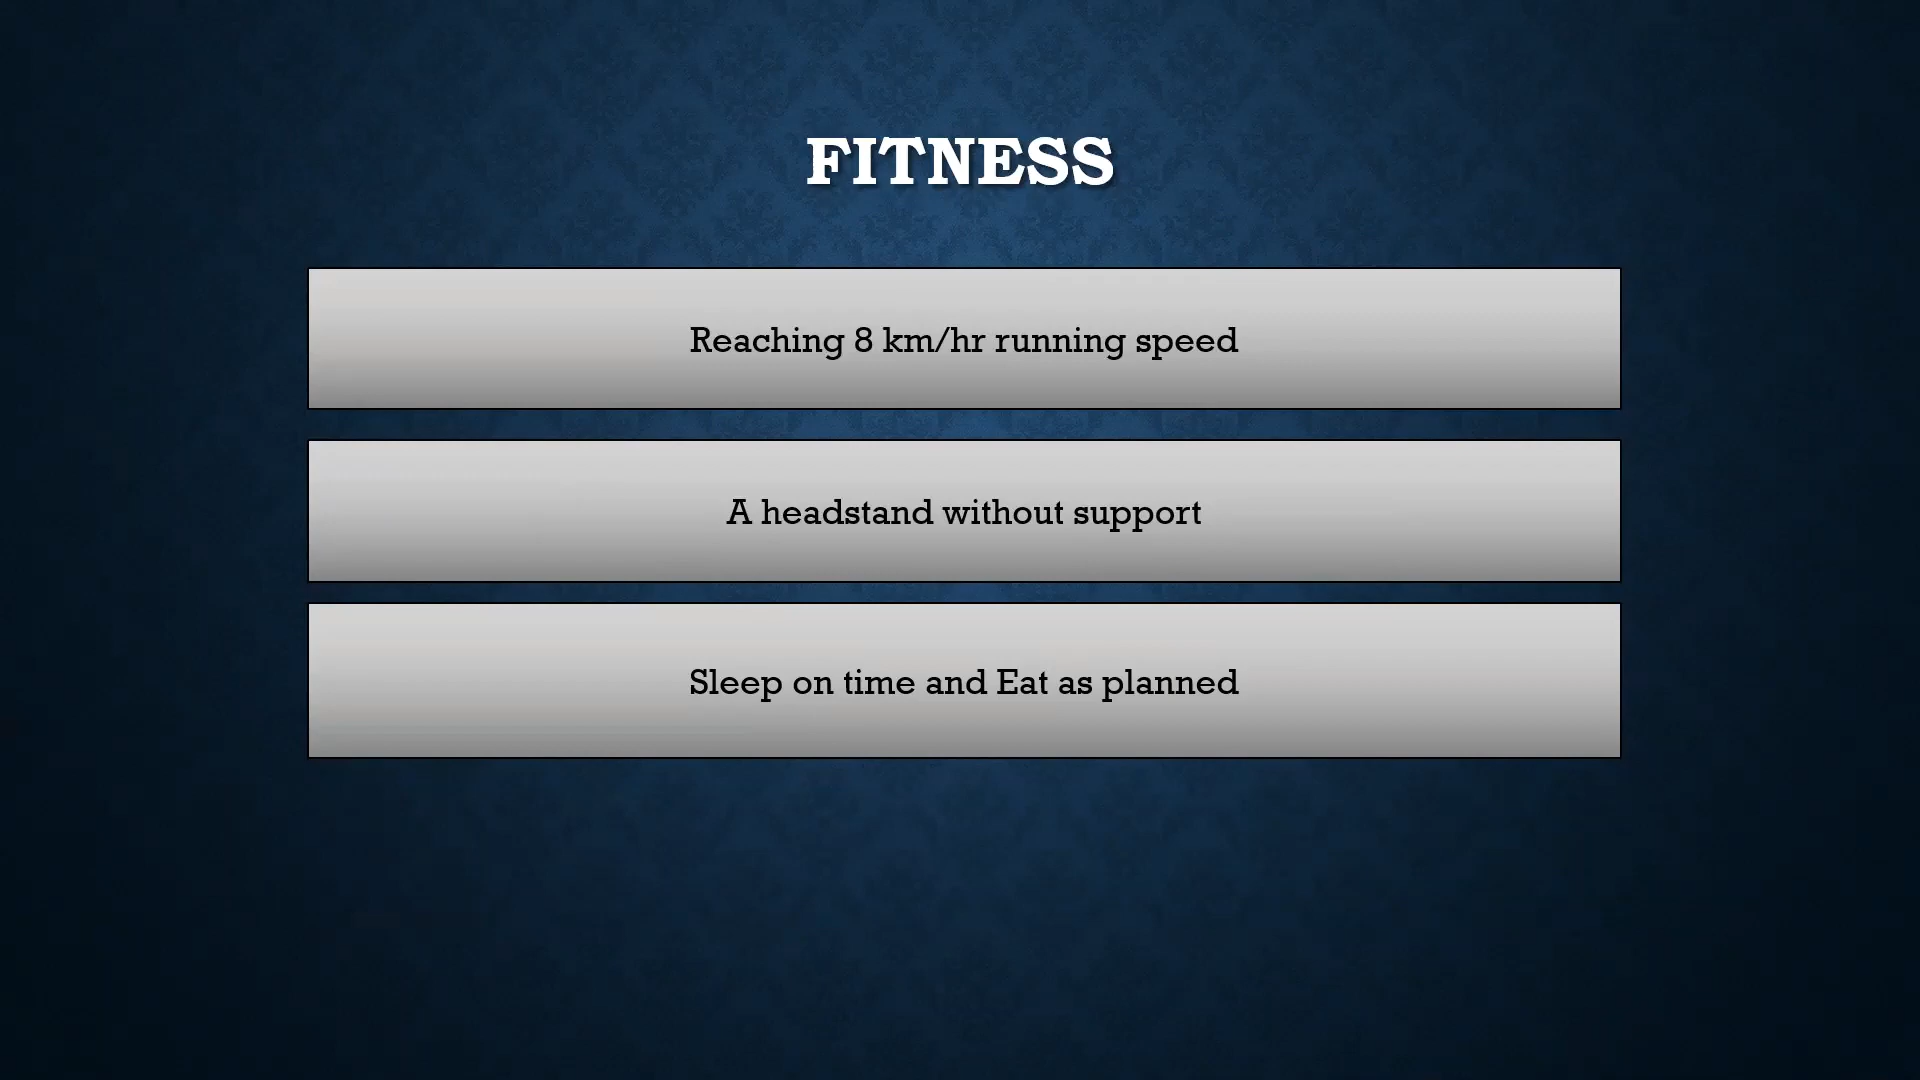 FITNESS
Reaching 8 km/hr running speed
A headstand without support
Sleep on time and Eat as planned